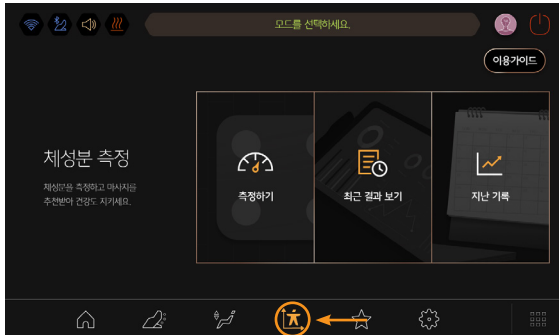 모드를 선택하세요.
이용가이드
체성분 측정
체성분을 측정하고 마사지를
추천받아 건강도 지키세요.
측정하기
최근 결과 보기
지난 기록